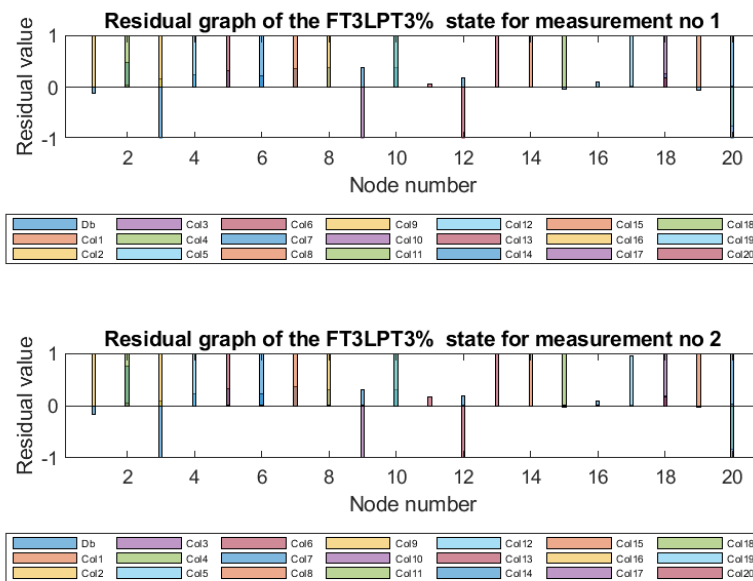 Residual graph of the FT3LPT3% state for measurement no 1
1
0
-1
Residual value
2 4 6 8 10 12 14 16 18 20
Node number
Db Col3 Col6 Col9 Col12 Col15 Col18
Col1 Col4 Col7 Col10 Col13 Col16 Col19
Col2 Col5 Col8 Col11 Col14 Col17 Col20
Residual graph of the FT3LPT3% state for measurement no 2
1
0
-1
Residual value
2 4 6 8 10 12 14 16 18 20
Node number
Db Col3 Col6 Col9 Col12 Col15 Col18
Col1 Col4 Col7 Col10 Col13 Col16 Col19
Col2 Col5 Col8 Col11 Col14 Col17 Col20